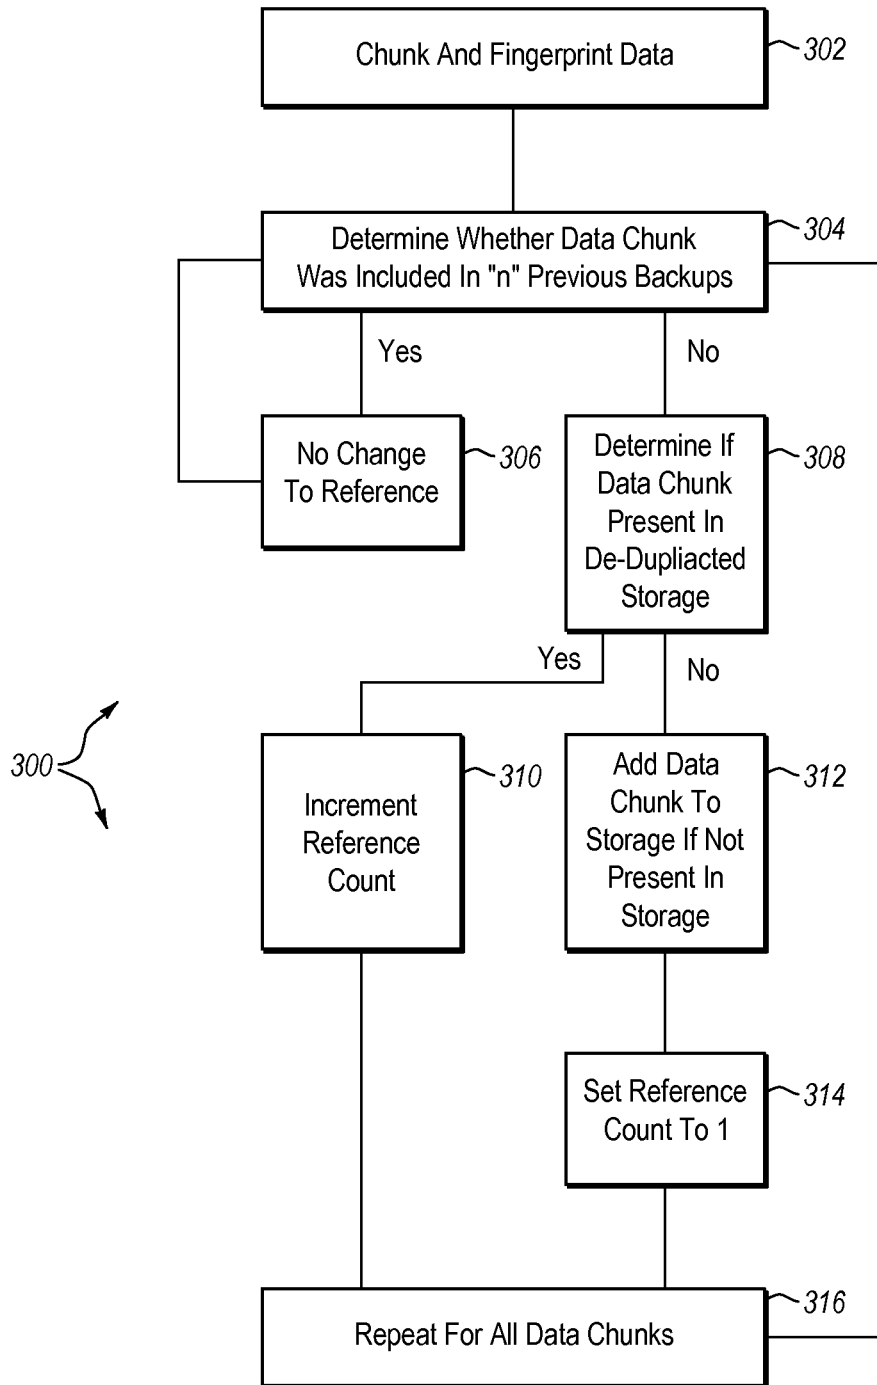 Chunk And Fingerprint Data
302
Determine Whether Data Chunk
Was Included In "n" Previous Backups
304
Yes
No
No Change
To Reference
306
Determine If
Data Chunk
Present In
De-Dupliacted
Storage
308
Yes
No
300
Increment
Reference
Count
310
Add Data
Chunk To
Storage If Not
Present In
Storage
312
Set Reference
Count To 1
314
Repeat For All Data Chunks
316